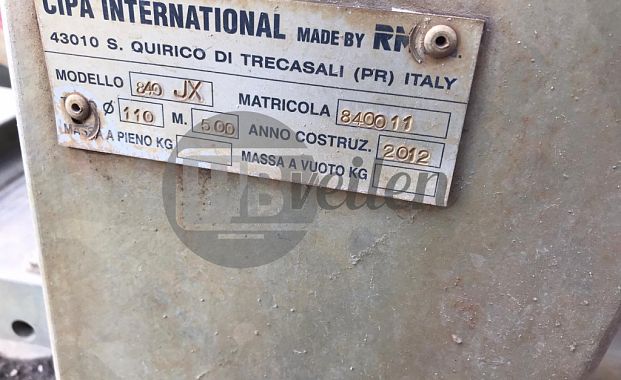 CIPA INTERNATIONAL MADE BY RM
43010 S. QUIRICO DI TRECASALI (PR) ITALY
MODELLO 840 JX MATRICOLA 840011
Ø 110 M. 500 ANNO COSTRUZ. 2012
MASSA A PIENO KG MASSA A VUOTO KG
veilen